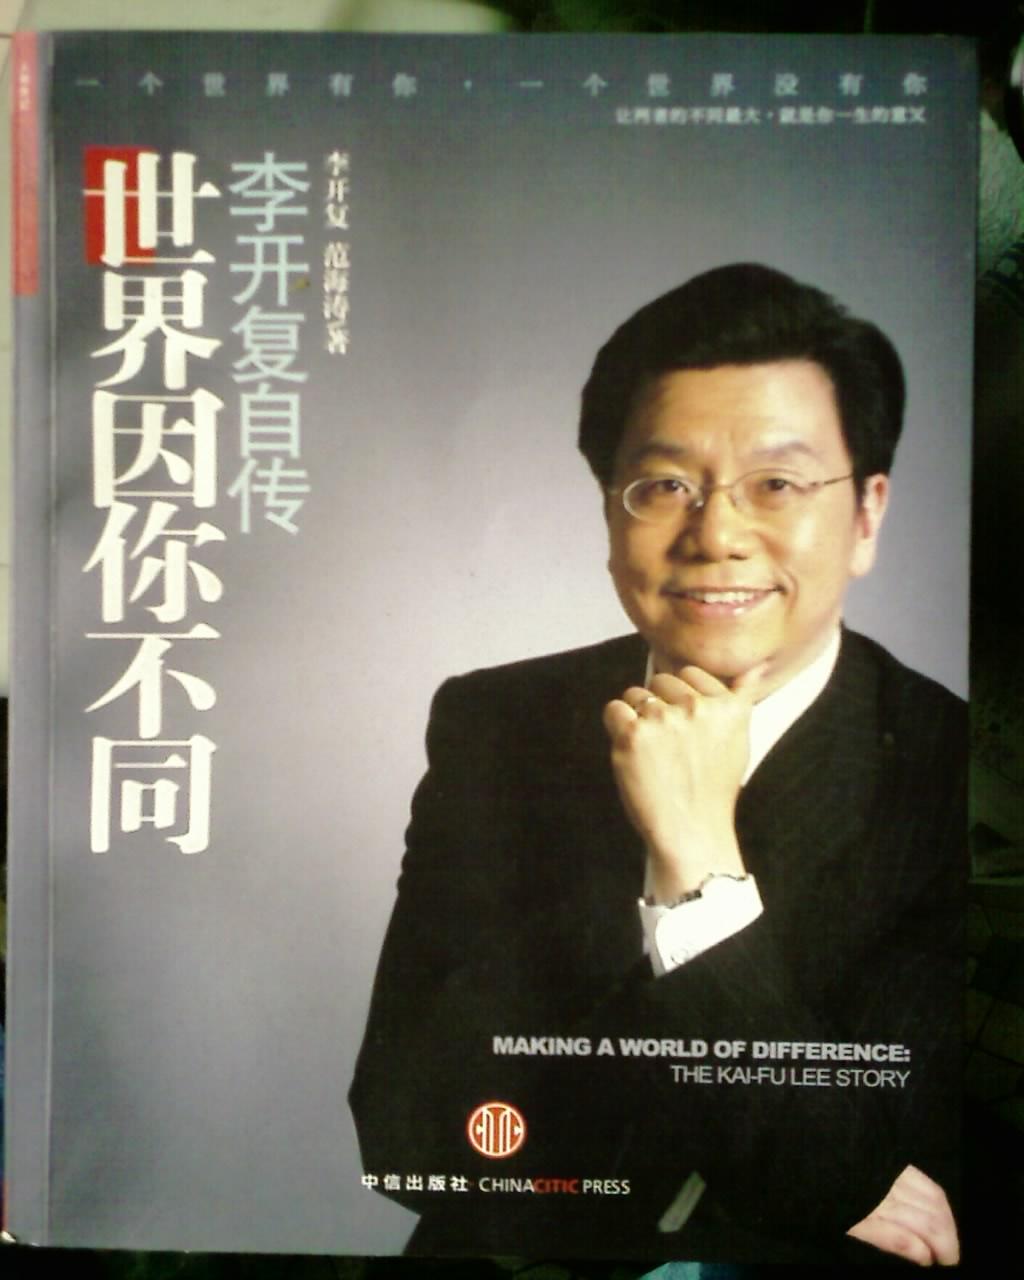 一个世界有你，一个世界没有你
让两者的不同最大，就是你一生的意义
世界因你不同
李开复自传
李开复 范海涛 著
MAKING A WORLD OF DIFFERENCE:
THE KAI-FU LEE STORY
中信出版社·CHINACITIC PRESS